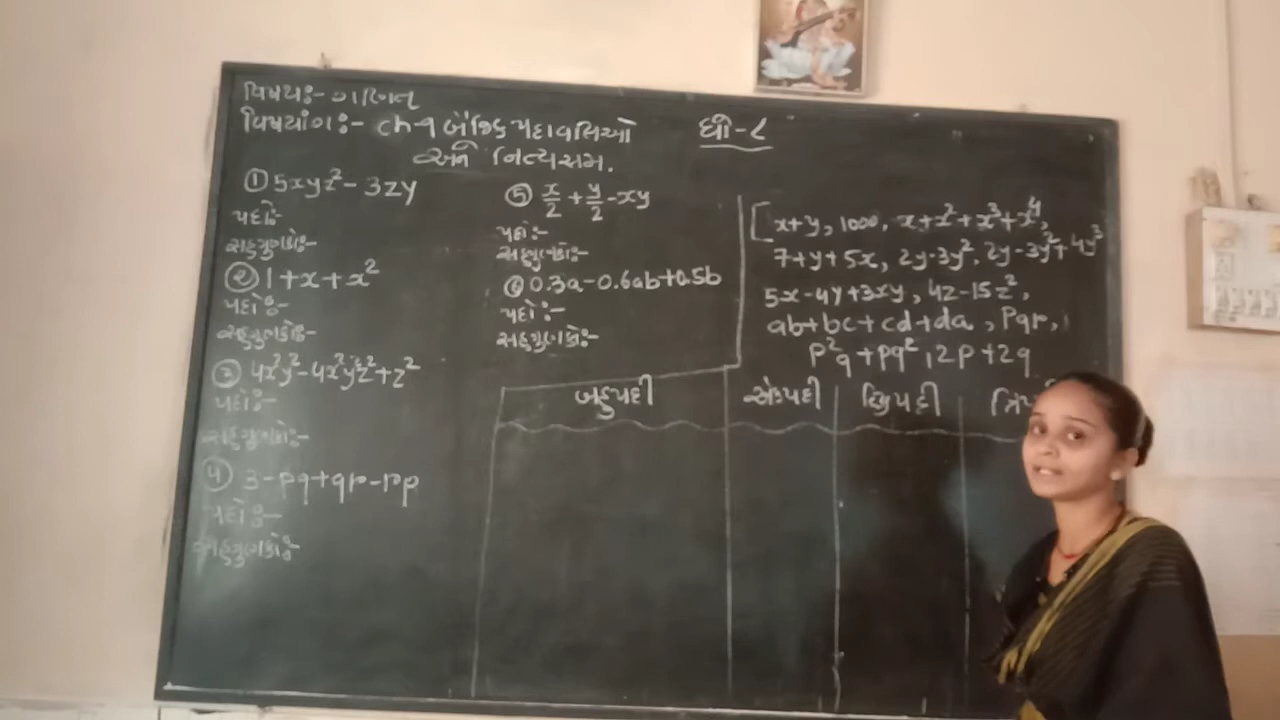 વિષયઃ- ગણિત
વિષયાંગઃ- ch-૧ બૈજિક પદાવલિઓ
અને નિત્યસમ.
ધો-૮
① 5xyz² - 3zy
પદોઃ-
સહગુણકોઃ-
② 1 + x + x²
પદોઃ-
સહગુણકોઃ-
③ 4x²y² - 4x²y²z² + z²
પદોઃ-
સહગુણકોઃ-
④ 3 - pq + qr - rp
પદોઃ-
સહગુણકોઃ-
⑤ x/2 + y/2 - xy
પદોઃ-
સહગુણકોઃ-
⑥ 0.3a - 0.6ab + 0.5b
પદોઃ-
સહગુણકોઃ-
[x+y, 1000, x+x²+x³+x⁴,
7+y+5x, 2y-3y², 2y-3y²+4y³
5x-4y+3xy, 4z-15z²,
ab+bc+cd+da, pqr,
p²q+pq², 2p+2q
બહુપદી એકપદી દ્વિપદી